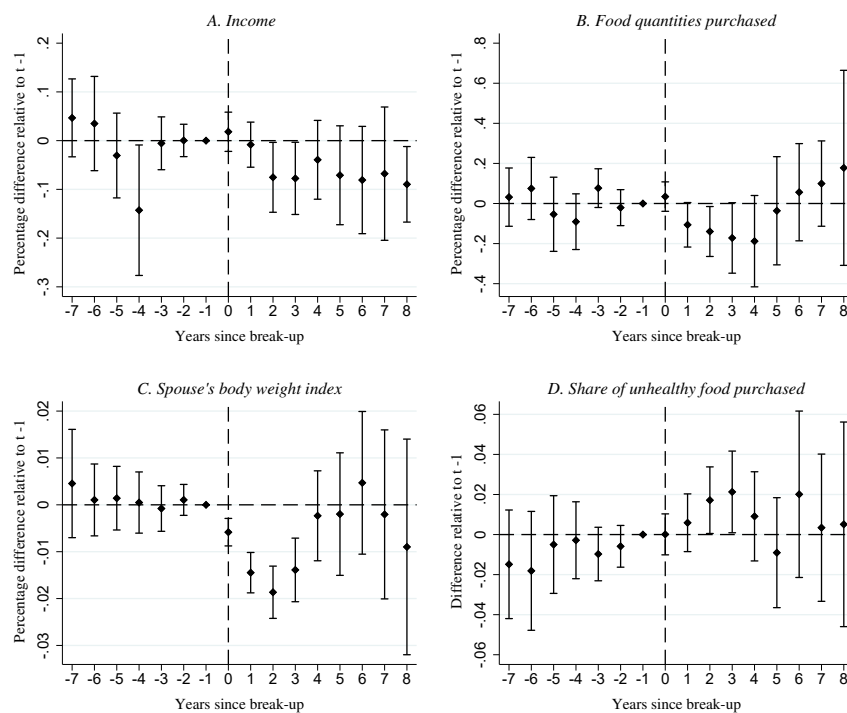 A. Income
Percentage difference relative to t -1
.2
.1
0
-.1
-.2
-.3
-7 -6 -5 -4 -3 -2 -1 0 1 2 3 4 5 6 7 8
Years since break-up
B. Food quantities purchased
Percentage difference relative to t -1
.8
.6
.4
.2
0
-.2
-.4
-7 -6 -5 -4 -3 -2 -1 0 1 2 3 4 5 6 7 8
Years since break-up
C. Spouse's body weight index
Percentage difference relative to t -1
.02
.01
0
-.01
-.02
-.03
-7 -6 -5 -4 -3 -2 -1 0 1 2 3 4 5 6 7 8
Years since break-up
D. Share of unhealthy food purchased
Difference relative to t -1
.06
.04
.02
0
-.02
-.04
-.06
-7 -6 -5 -4 -3 -2 -1 0 1 2 3 4 5 6 7 8
Years since break-up